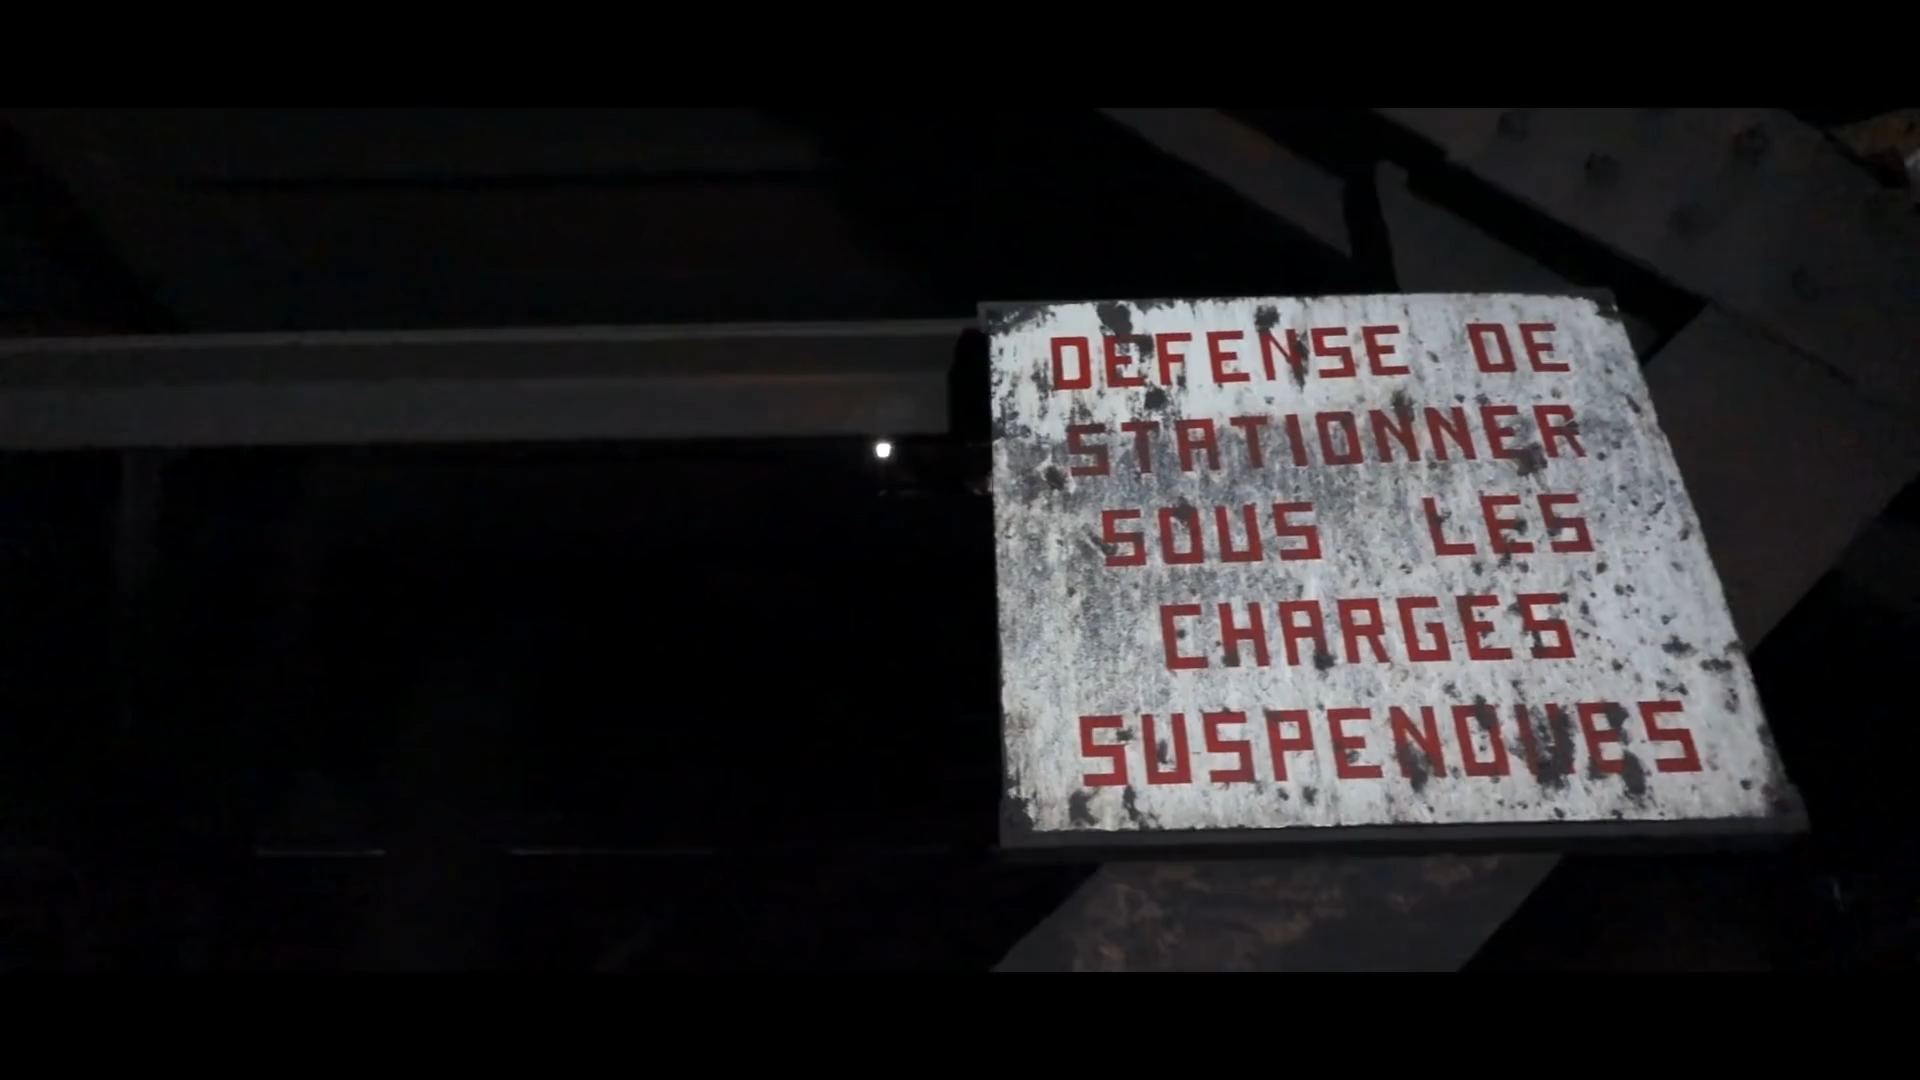 DEFENSE DE
STATIONNER
SOUS LES
CHARGES
SUSPENDUES